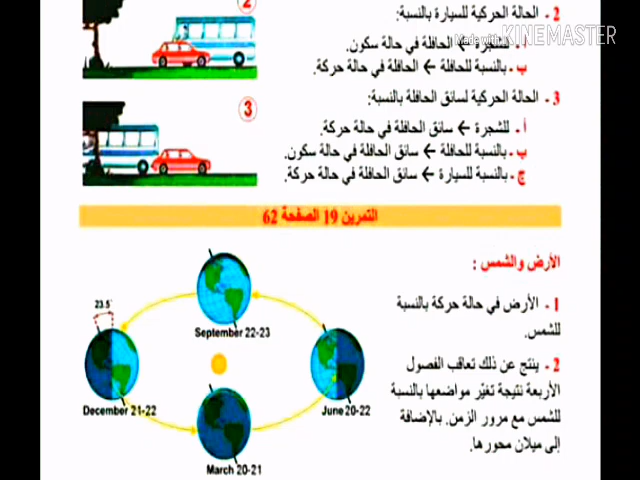 2 - الحالة الحركية للسيارة بالنسبة:
أ - للشجرة ← الحافلة في حالة سكون.
ب - بالنسبة للحافلة ← الحافلة في حالة حركة.
3 - الحالة الحركية لسائق الحافلة بالنسبة:
أ - للشجرة ← سائق الحافلة في حالة حركة.
ب - بالنسبة للحافلة ← سائق الحافلة في حالة سكون.
ج - بالنسبة للسيارة ← سائق الحافلة في حالة حركة.
2
3
Made with KINEMASTER
التمرين 19 الصفحة 62
الأرض والشمس :
1 - الأرض في حالة حركة بالنسبة
للشمس.
2 - ينتج عن ذلك تعاقب الفصول
الأربعة نتيجة تغيّر مواضعها بالنسبة
للشمس مع مرور الزمن. بالإضافة
إلى ميلان محورها.
23.5°
September 22-23
December 21-22
June 20-22
March 20-21